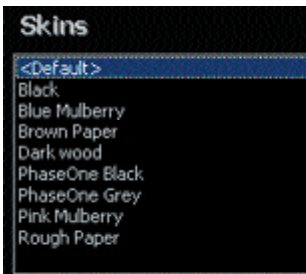 Skins
<Default>
Black
Blue Mulberry
Brown Paper
Dark wood
PhaseOne Black
PhaseOne Grey
Pink Mulberry
Rough Paper